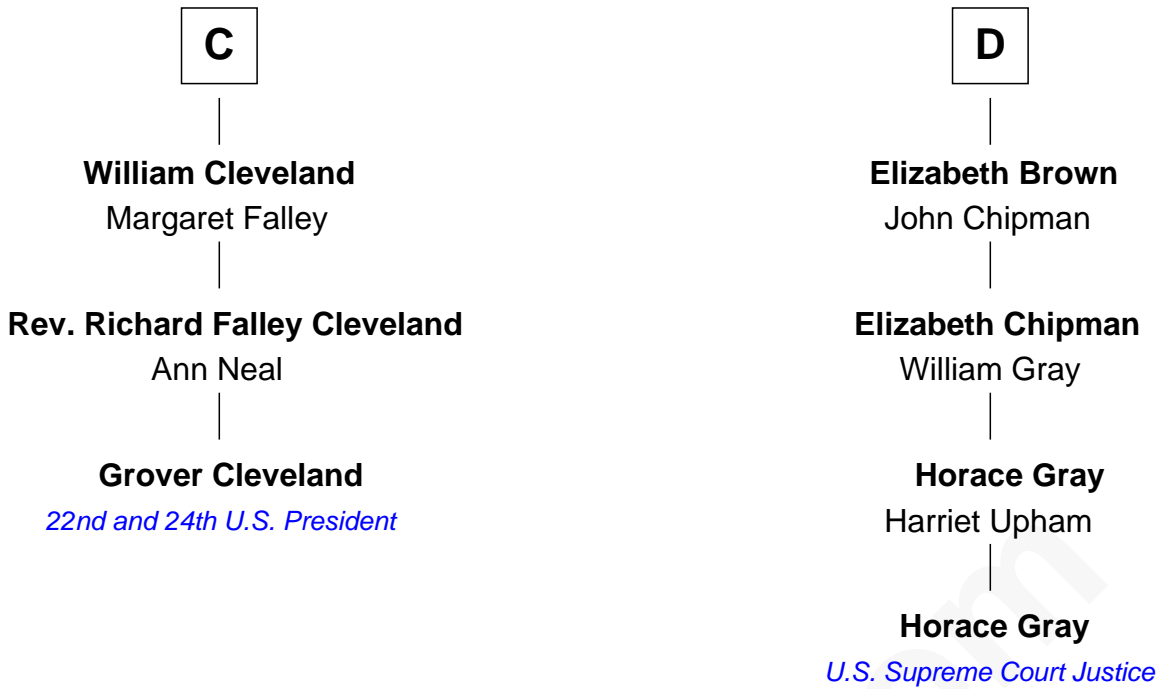 C
William Cleveland
Margaret Falley
Rev. Richard Falley Cleveland
Ann Neal
Grover Cleveland
22nd and 24th U.S. President
D
Elizabeth Brown
John Chipman
Elizabeth Chipman
William Gray
Horace Gray
Harriet Upham
Horace Gray
U.S. Supreme Court Justice